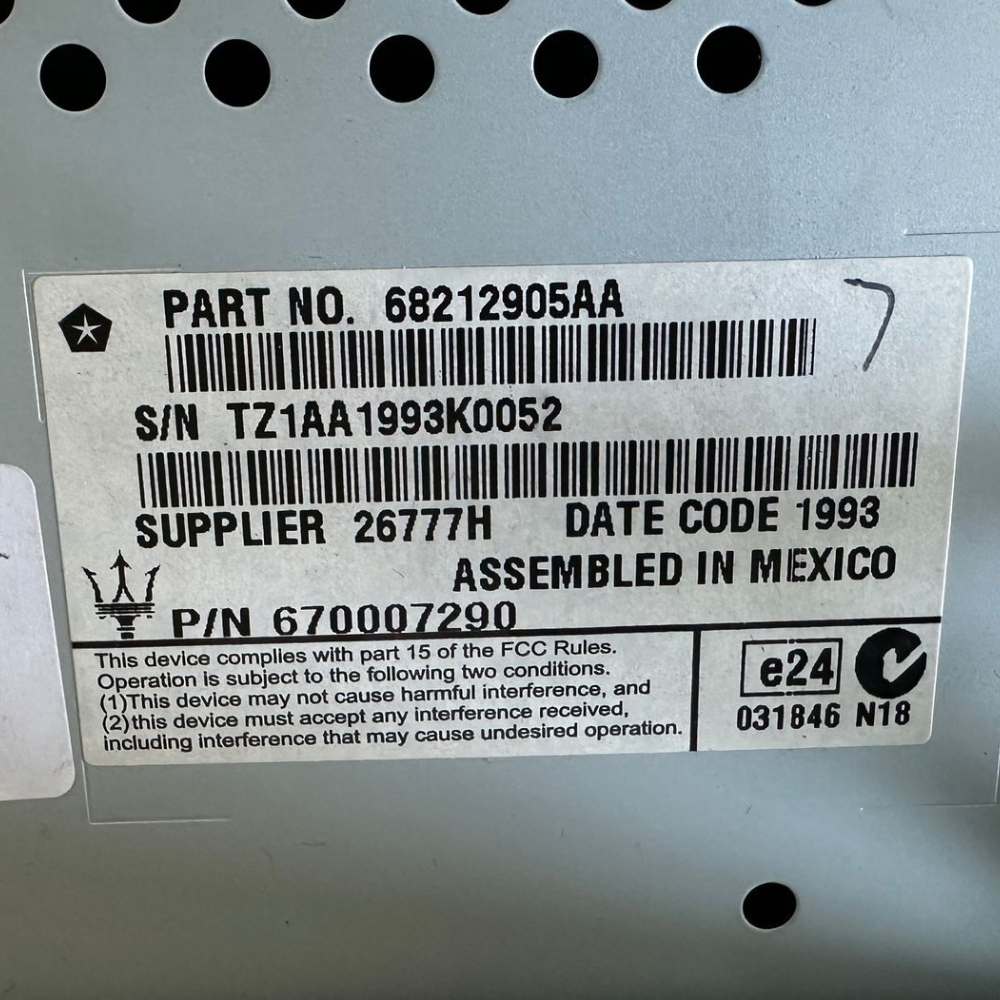 PART NO. 68212905AA
7
S/N TZ1AA1993K0052
SUPPLIER 26777H DATE CODE 1993
ASSEMBLED IN MEXICO
P/N 670007290
This device complies with part 15 of the FCC Rules.
Operation is subject to the following two conditions.
(1)This device may not cause harmful interference, and
(2)this device must accept any interference received,
including interference that may cause undesired operation.
e24
031846 N18